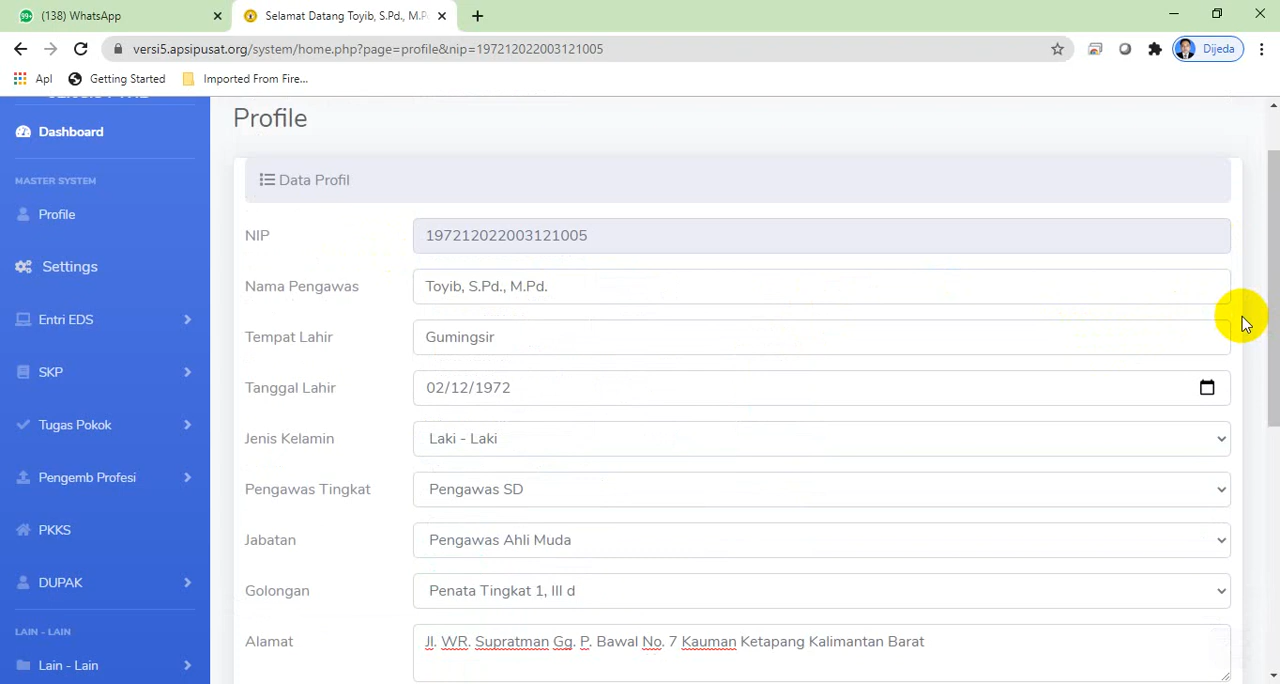 (138) WhatsApp
Selamat Datang Toyib, S.Pd., M.P
versi5.apsipusat.org/system/home.php?page=profile&nip=197212022003121005
Dijeda
Apl
Getting Started
Imported From Fire...
Dashboard
MASTER SYSTEM
Profile
Settings
Entri EDS
SKP
Tugas Pokok
Pengemb Profesi
PKKS
DUPAK
LAIN - LAIN
Lain - Lain
Profile
Data Profil
NIP 197212022003121005
Nama Pengawas Toyib, S.Pd., M.Pd.
Tempat Lahir Gumingsir
Tanggal Lahir 02/12/1972
Jenis Kelamin Laki - Laki
Pengawas Tingkat Pengawas SD
Jabatan Pengawas Ahli Muda
Golongan Penata Tingkat 1, III d
Alamat Jl. WR. Supratman Gg. P. Bawal No. 7 Kauman Ketapang Kalimantan Barat